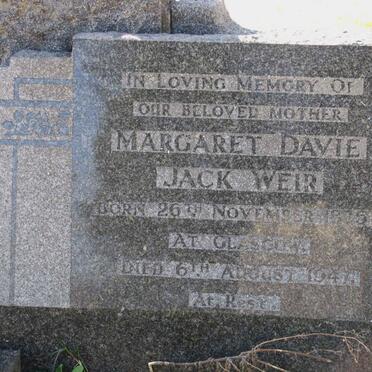 IN LOVING MEMORY OF
OUR BELOVED MOTHER
MARGARET DAVIE
JACK WEIR
BORN 26TH NOVEMBER
AT GLASGOW
DIED 6TH AUGUST 1947
AT REST